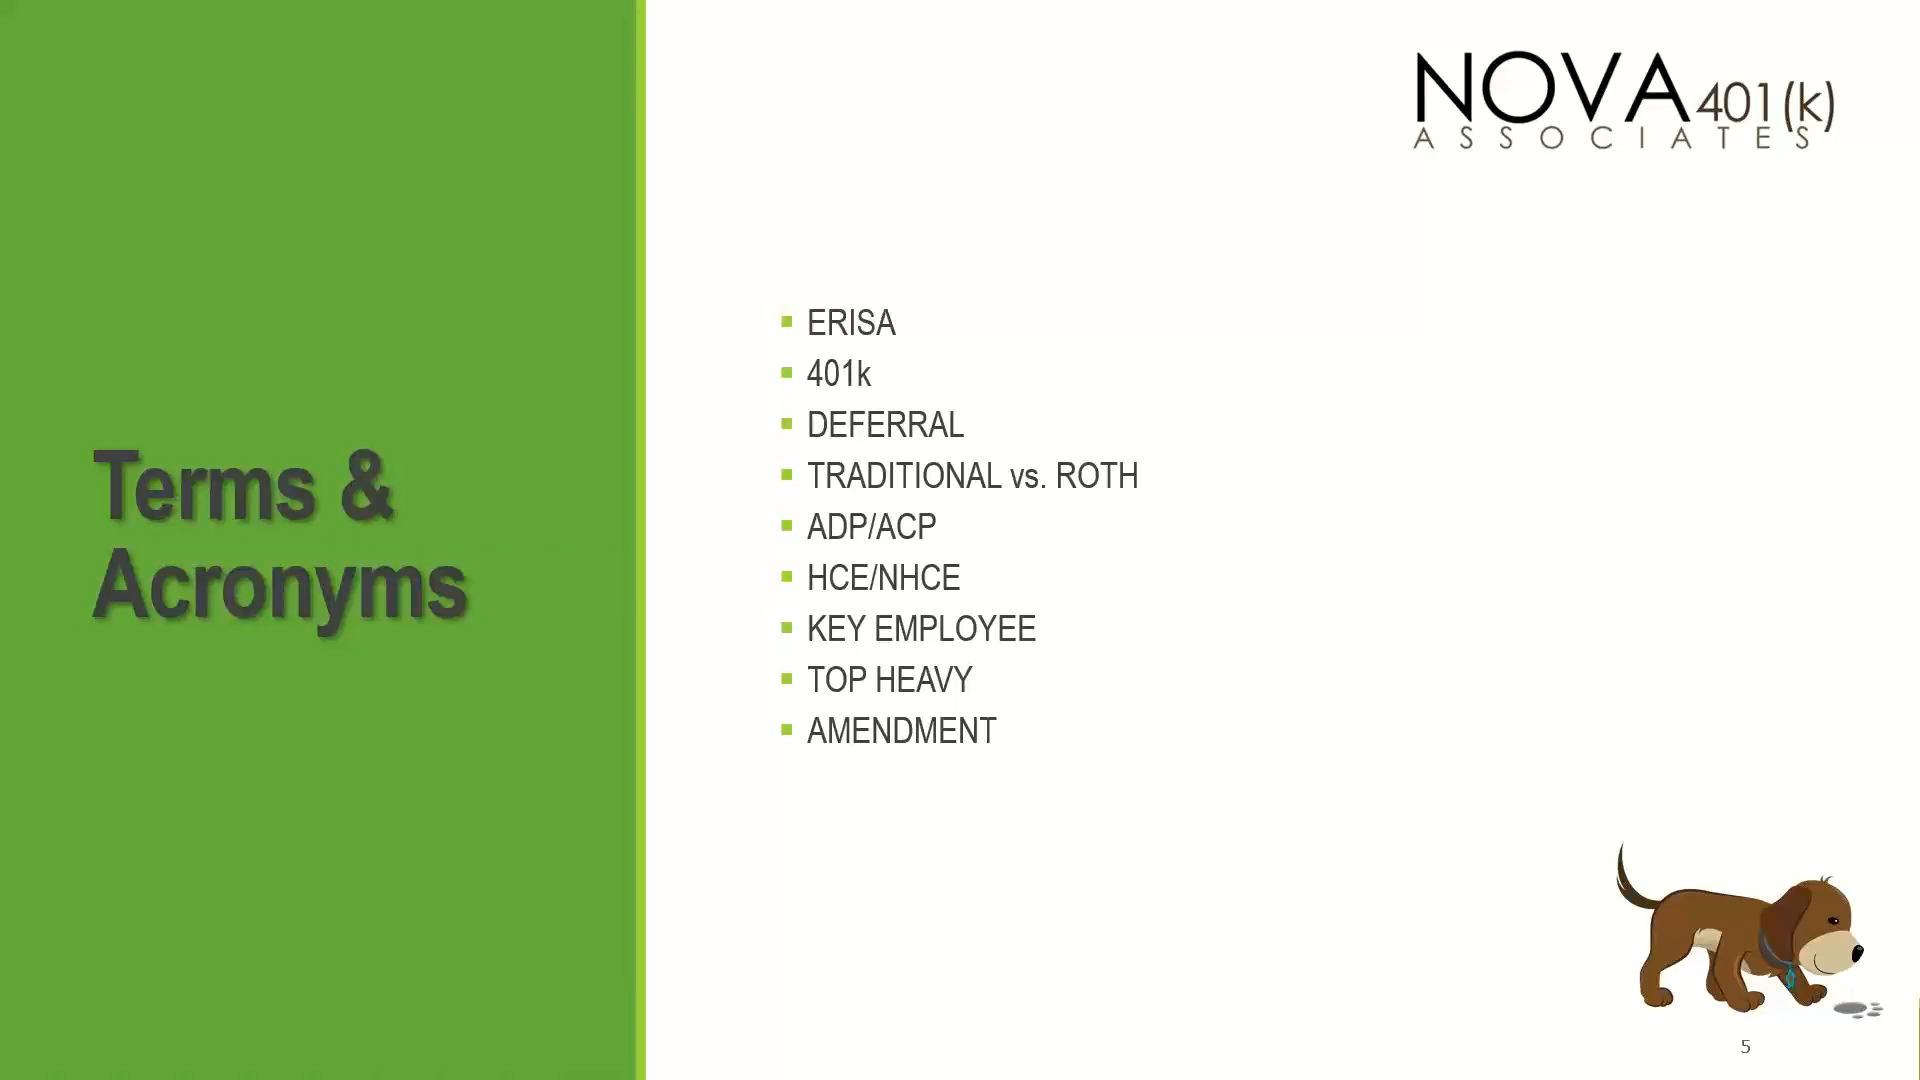 NOVA 401(k)
ASSOCIATES
Terms &
Acronyms
ERISA
401k
DEFERRAL
TRADITIONAL vs. ROTH
ADP/ACP
HCE/NHCE
KEY EMPLOYEE
TOP HEAVY
AMENDMENT
5